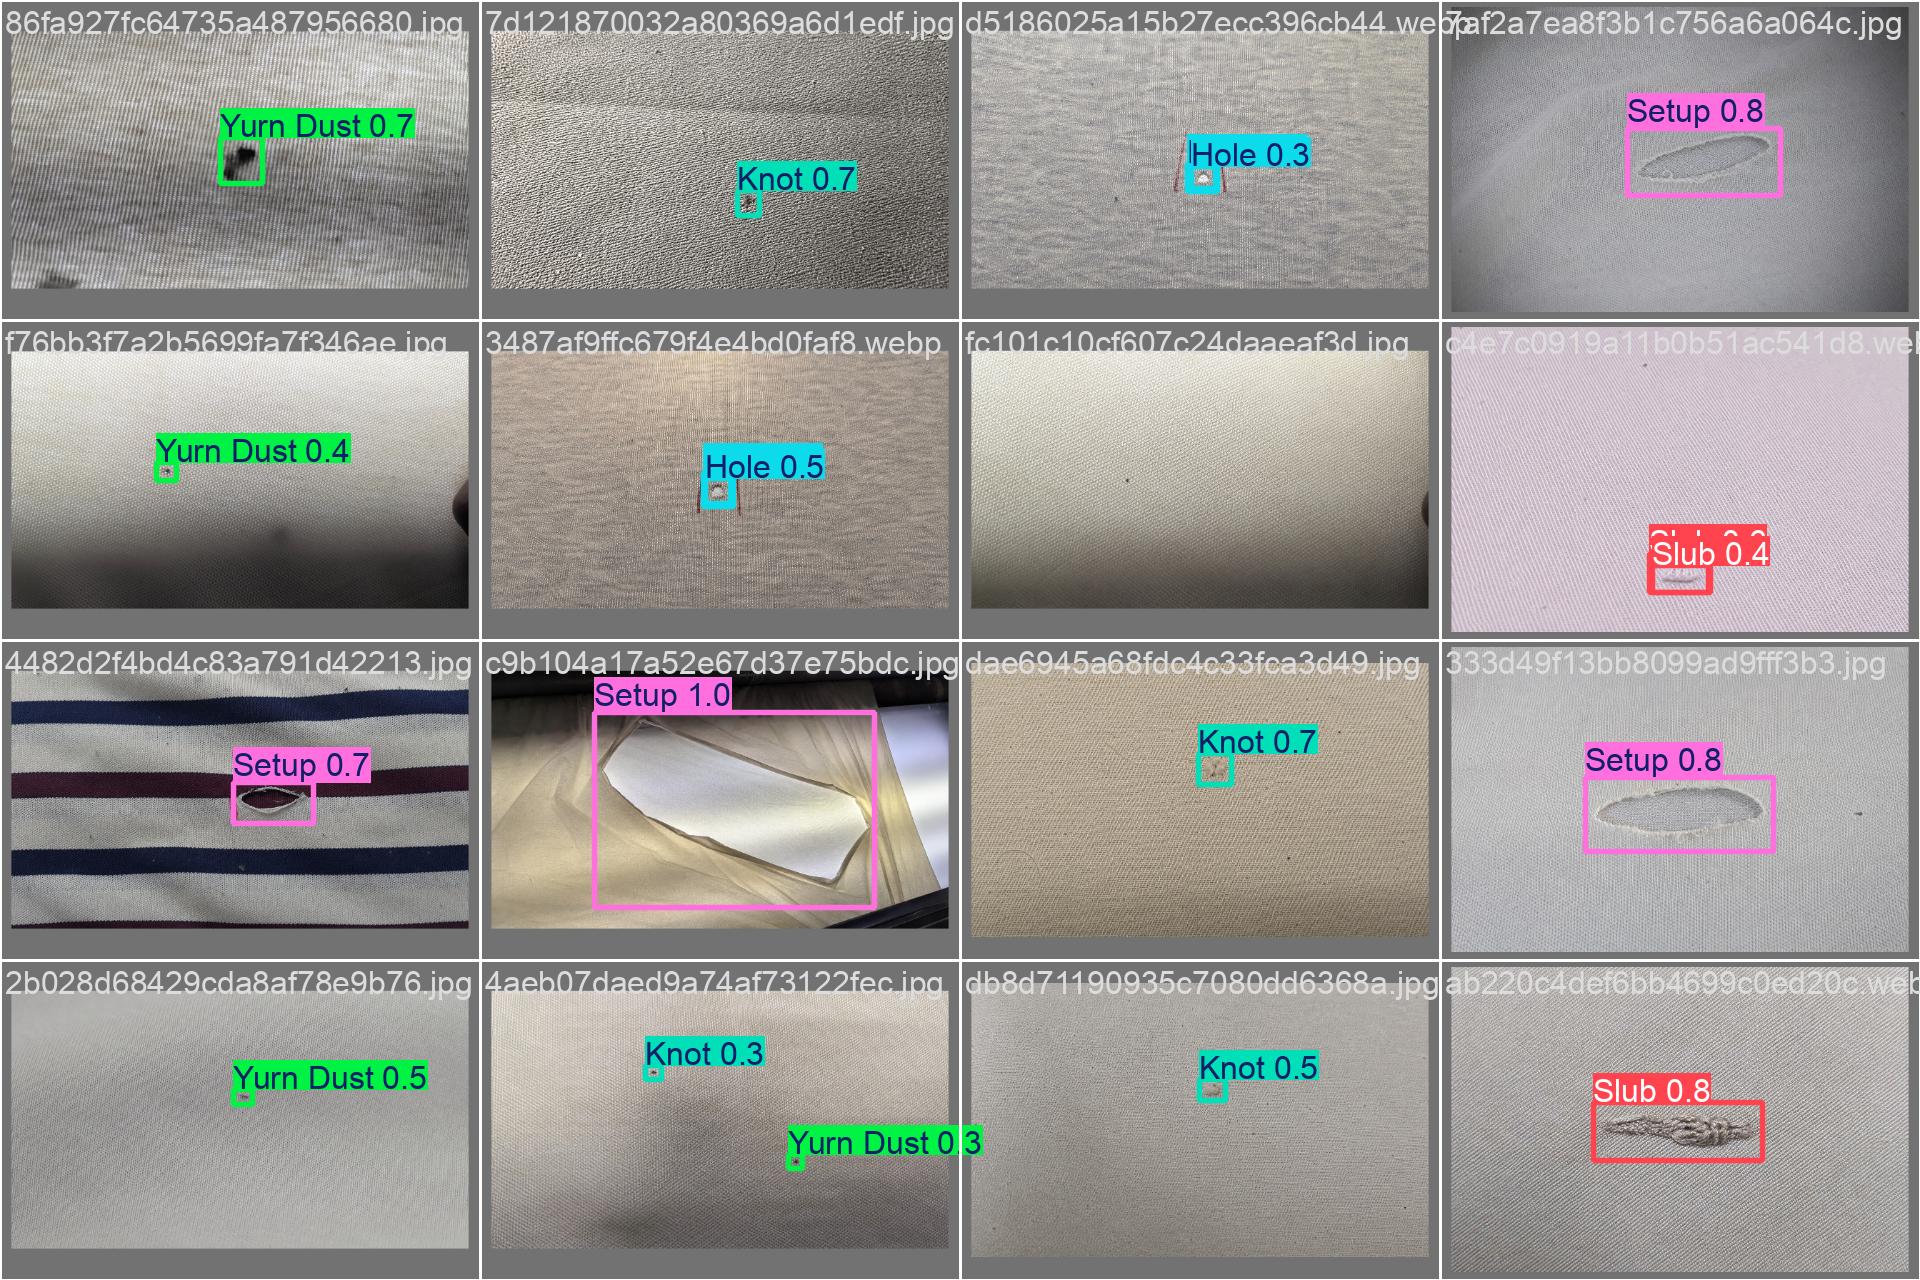 86fa927fc64735a487956680.jpg
Yurn Dust 0.7
7d121870032a80369a6d1edf.jpg
Knot 0.7
d5186025a15b27ecc396cb44.webp
Hole 0.3
7af2a7ea8f3b1c756a6a064c.jpg
Setup 0.8
f76bb3f7a2b5699fa7f346ae.jpg
Yurn Dust 0.4
3487af9ffc679f4e4bd0faf8.webp
Hole 0.5
fc101c10cf607c24daaeaf3d.jpg
c4e7c0919a11b0b51ac541d8.we
Slub 0.4
4482d2f4bd4c83a791d42213.jpg
Setup 0.7
c9b104a17a52e67d37e75bdc.jpg
Setup 1.0
dae6945a68fdc4c33fca3d49.jpg
Knot 0.7
333d49f13bb8099ad9fff3b3.jpg
Setup 0.8
2b028d68429cda8af78e9b76.jpg
Yurn Dust 0.5
4aeb07daed9a74af73122fec.jpg
Knot 0.3
Yurn Dust 0.3
db8d71190935c7080dd6368a.jpg
Knot 0.5
ab220c4def6bb4699c0ed20c.web
Slub 0.8